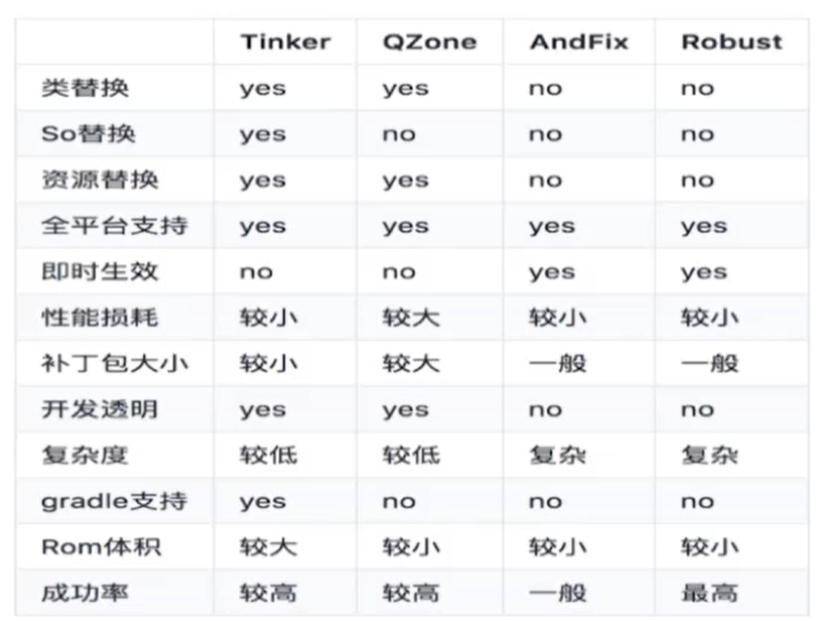 Tinker QZone AndFix Robust
类替换 yes yes no no
So替换 yes no no no
资源替换 yes yes no no
全平台支持 yes yes yes yes
即时生效 no no yes yes
性能损耗 较小 较大 较小 较小
补丁包大小 较小 较大 一般 一般
开发透明 yes yes no no
复杂度 较低 较低 复杂 复杂
gradle支持 yes no no no
Rom体积 较大 较小 较小 较小
成功率 较高 较高 一般 最高